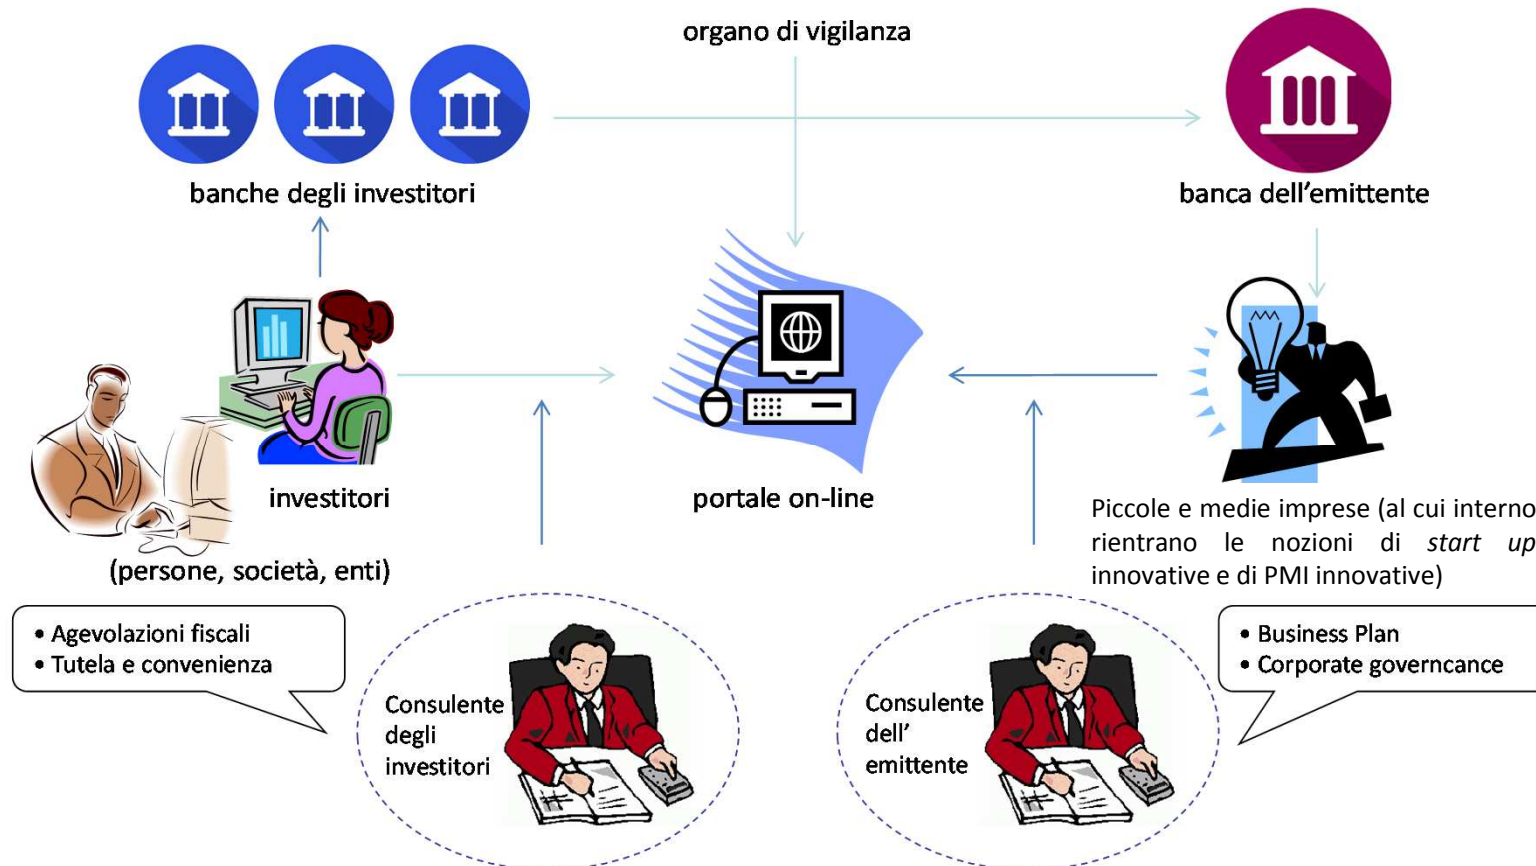 organo di vigilanza
banche degli investitori
banca dell'emittente
investitori
(persone, società, enti)
portale on-line
Piccole e medie imprese (al cui interno
rientrano le nozioni di start up
innovative e di PMI innovative)
• Agevolazioni fiscali
• Tutela e convenienza
Consulente
degli
investitori
Consulente
dell'
emittente
• Business Plan
• Corporate governcance